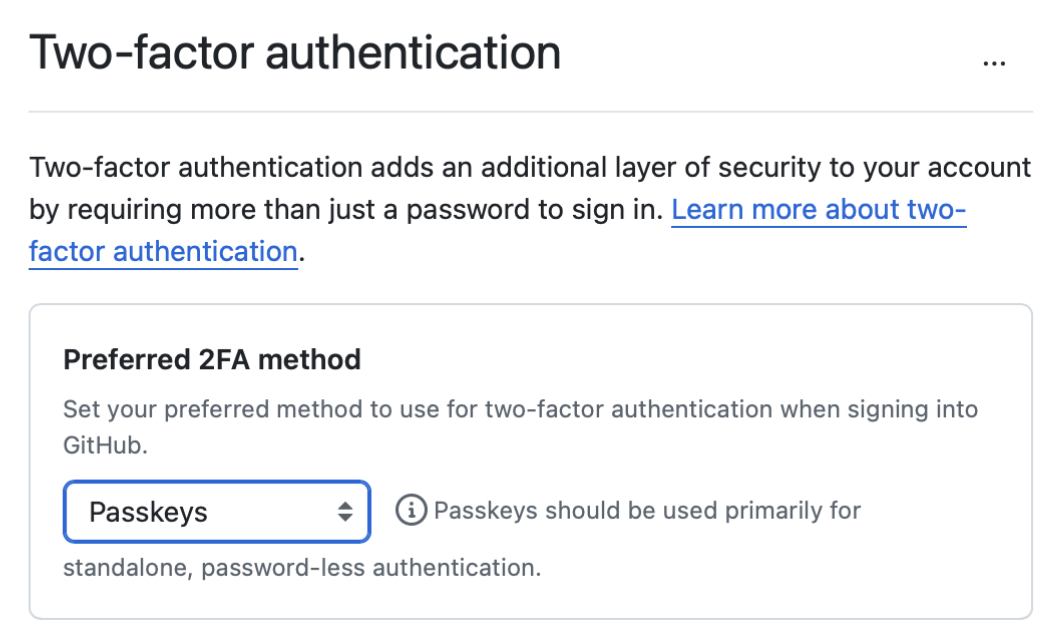 Two-factor authentication
...
Two-factor authentication adds an additional layer of security to your account
by requiring more than just a password to sign in. Learn more about two-
factor authentication.
Preferred 2FA method
Set your preferred method to use for two-factor authentication when signing into
GitHub.
Passkeys
Passkeys should be used primarily for
standalone, password-less authentication.